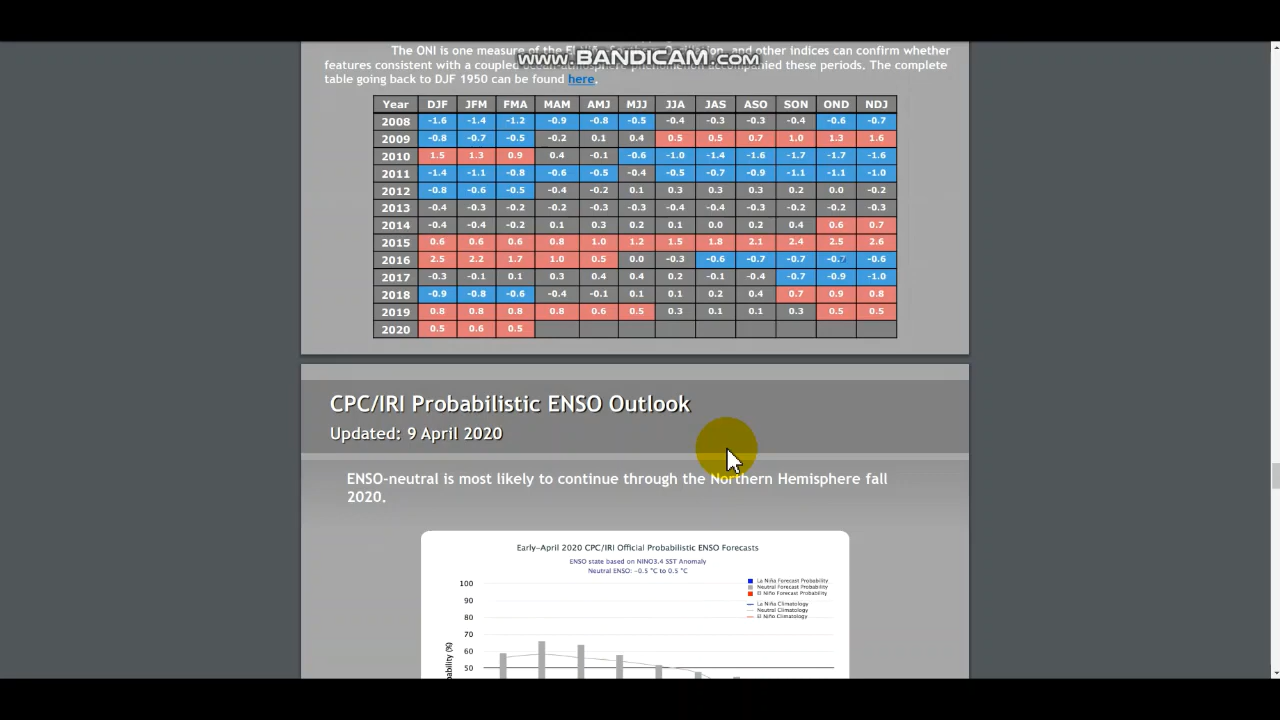 The ONI is one measure of the El Niño-Southern Oscillation, and other indices can confirm whether
www.BANDICAM.com
features consistent with a coupled ocean-atmosphere phenomenon accompanied these periods. The complete
table going back to DJF 1950 can be found here.
Year DJF JFM FMA MAM AMJ MJJ JJA JAS ASO SON OND NDJ
2008 -1.6 -1.4 -1.2 -0.9 -0.8 -0.5 -0.4 -0.3 -0.3 -0.4 -0.6 -0.7
2009 -0.8 -0.7 -0.5 -0.2 0.1 0.4 0.5 0.5 0.7 1.0 1.3 1.6
2010 1.5 1.3 0.9 0.4 -0.1 -0.6 -1.0 -1.4 -1.6 -1.7 -1.7 -1.6
2011 -1.4 -1.1 -0.8 -0.6 -0.5 -0.4 -0.5 -0.7 -0.9 -1.1 -1.1 -1.0
2012 -0.8 -0.6 -0.5 -0.4 -0.2 0.1 0.3 0.3 0.3 0.2 0.0 -0.2
2013 -0.4 -0.3 -0.2 -0.2 -0.3 -0.3 -0.4 -0.4 -0.3 -0.2 -0.2 -0.3
2014 -0.4 -0.4 -0.2 0.1 0.3 0.2 0.1 0.0 0.2 0.4 0.6 0.7
2015 0.6 0.6 0.6 0.8 1.0 1.2 1.5 1.8 2.1 2.4 2.5 2.6
2016 2.5 2.2 1.7 1.0 0.5 0.0 -0.3 -0.6 -0.7 -0.7 -0.7 -0.6
2017 -0.3 -0.1 0.1 0.3 0.4 0.4 0.2 -0.1 -0.4 -0.7 -0.9 -1.0
2018 -0.9 -0.8 -0.6 -0.4 -0.1 0.1 0.1 0.2 0.4 0.7 0.9 0.8
2019 0.8 0.8 0.8 0.8 0.6 0.5 0.3 0.1 0.1 0.3 0.5 0.5
2020 0.5 0.6 0.5
CPC/IRI Probabilistic ENSO Outlook
Updated: 9 April 2020
ENSO-neutral is most likely to continue through the Northern Hemisphere fall
2020.
Early-April 2020 CPC/IRI Official Probabilistic ENSO Forecasts
ENSO state based on NINO3.4 SST Anomaly
Neutral ENSO: -0.5 °C to 0.5 °C
La Niña Forecast Probability
Neutral Forecast Probability
El Niño Forecast Probability
La Niña Climatology
Neutral Climatology
El Niño Climatology
100
90
80
70
60
50